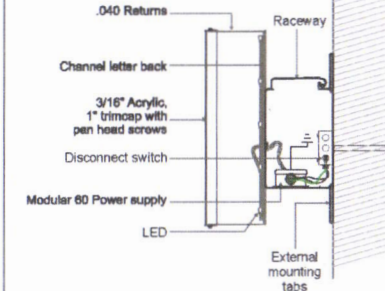 .040 Returns
Raceway
Channel letter back
3/16" Acrylic,
1" trimcap with
pan head screws
Disconnect switch
Modular 60 Power supply
LED
External
mounting
tabs